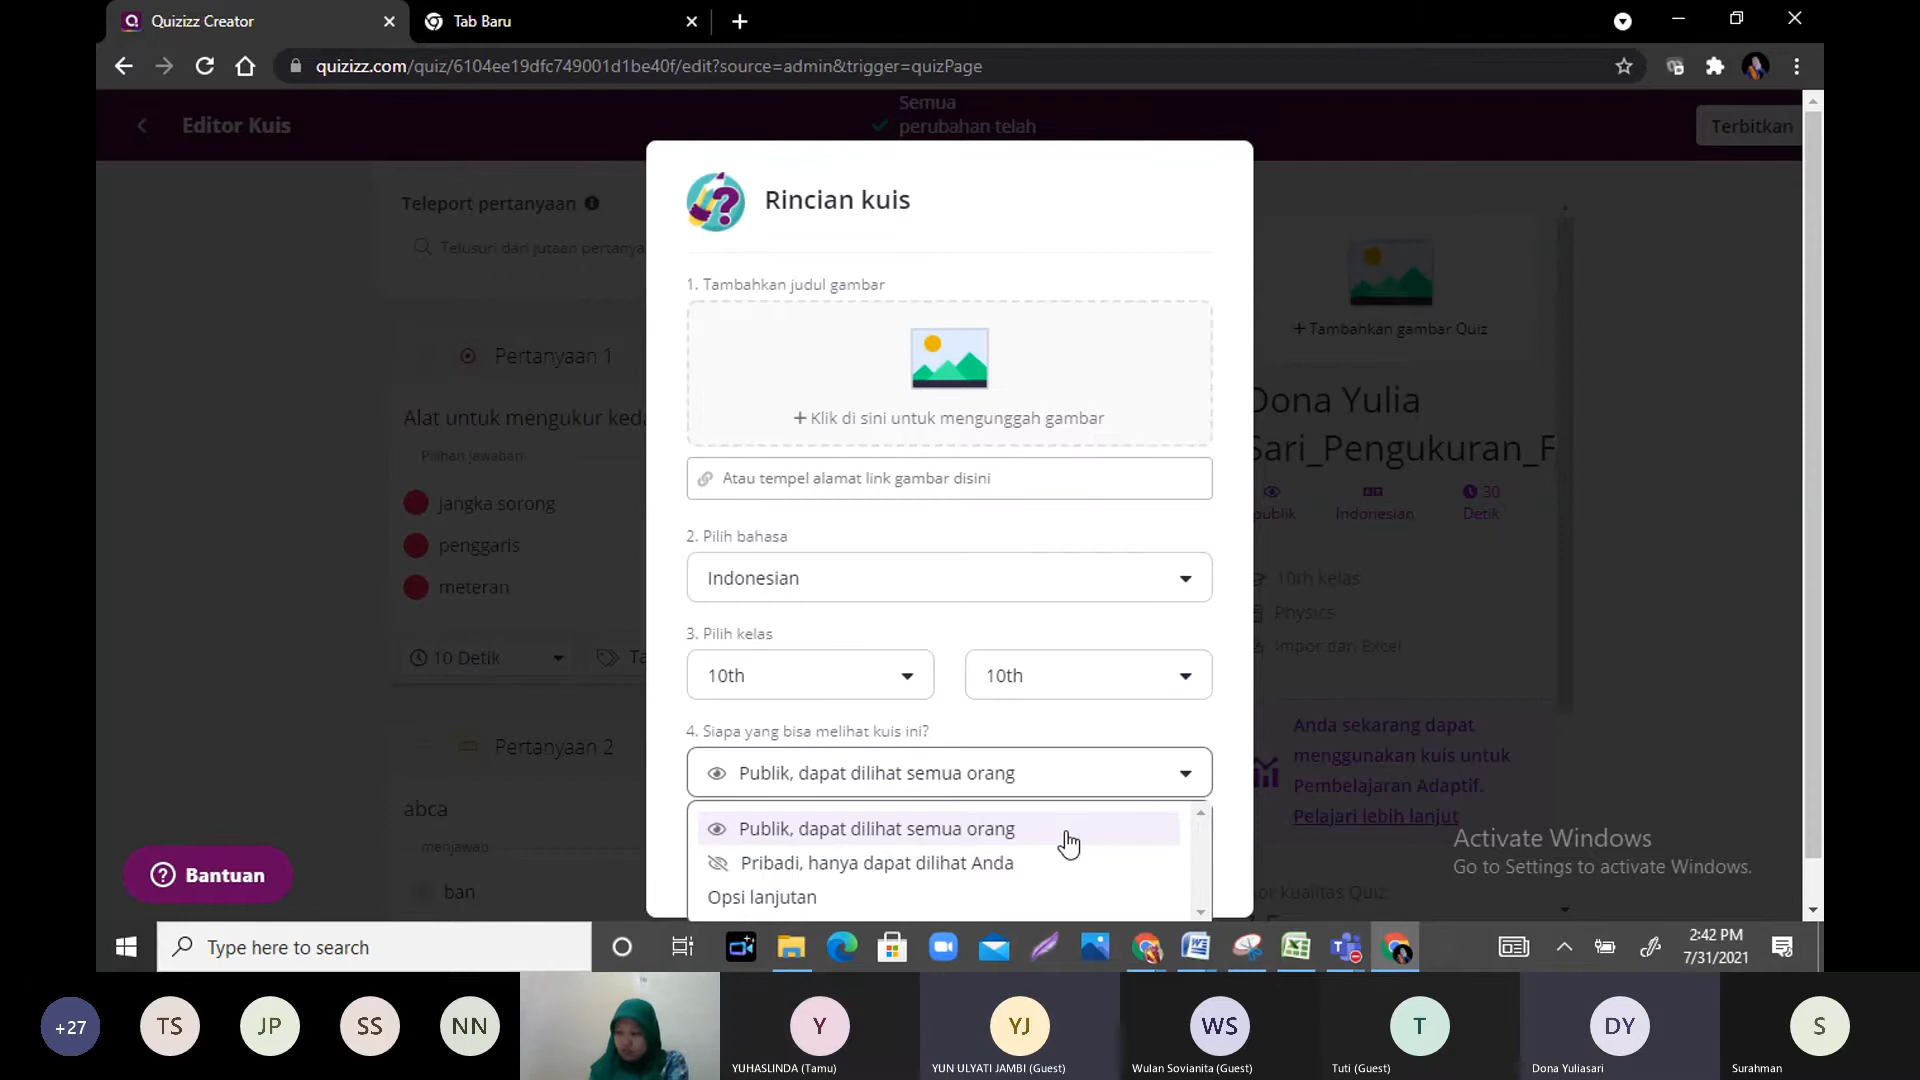 Quizizz Creator
Tab Baru
quizizz.com/quiz/6104ee19dfc749001d1be40f/edit?source=admin&trigger=quizPage
Editor Kuis
Semua
perubahan telah
Terbitkan
Teleport pertanyaan
Telusuri dari jutaan pertanya
Pertanyaan 1
Alat untuk mengukur keda
Pilihan jawaban
jangka sorong
penggaris
meteran
10 Detik
Ta
Pertanyaan 2
abca
menjawab
ban
Bantuan
Rincian kuis
1. Tambahkan judul gambar
+ Klik di sini untuk mengunggah gambar
Atau tempel alamat link gambar disini
2. Pilih bahasa
Indonesian
3. Pilih kelas
10th
10th
4. Siapa yang bisa melihat kuis ini?
Publik, dapat dilihat semua orang
Publik, dapat dilihat semua orang
Pribadi, hanya dapat dilihat Anda
Opsi lanjutan
+ Tambahkan gambar Quiz
Dona Yulia
Sari_Pengukuran_F
publik
Indonesian
30
Detik
10th kelas
Physics
Impor dari Excel
Anda sekarang dapat
menggunakan kuis untuk
Pembelajaran Adaptif.
Pelajari lebih lanjut
or kualitas Quiz:
Activate Windows
Go to Settings to activate Windows.
Type here to search
2:42 PM
7/31/2021
+27
TS
JP
SS
NN
Y
YUHASLINDA (Tamu)
YJ
YUN ULYATI JAMBI (Guest)
WS
Wulan Sovianita (Guest)
T
Tuti (Guest)
DY
Dona Yuliasari
S
Surahman